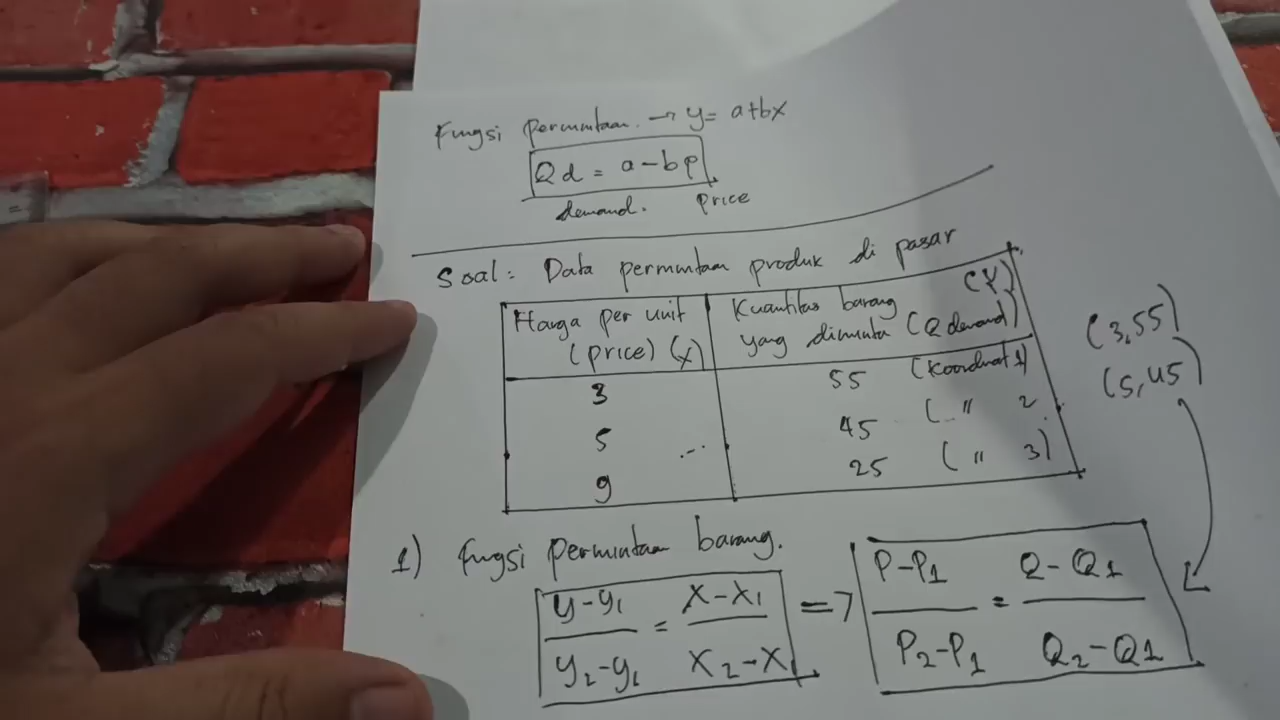 Fungsi permintaan → y = a+bx
Qd = a - bp
demand. Price
Soal: Data permintaan produk di pasar
Harga per unit (price) (x)
Kuantitas barang (Y)
yang diminta (Q demand)
3 55 (Koordinat 1)
5 45 ( " 2
9 25 ( " 3)
(3,55)
(5,45)
1) Fungsi permintaan barang.
y-y1 / y2-y1 = x-x1 / x2-x1 => P-P1 / P2-P1 = Q-Q1 / Q2-Q1